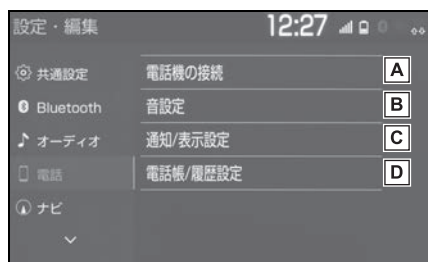 設定・編集 12:27
共通設定
Bluetooth
オーディオ
電話
ナビ
電話機の接続 A
音設定 B
通知/表示設定 C
電話帳/履歴設定 D